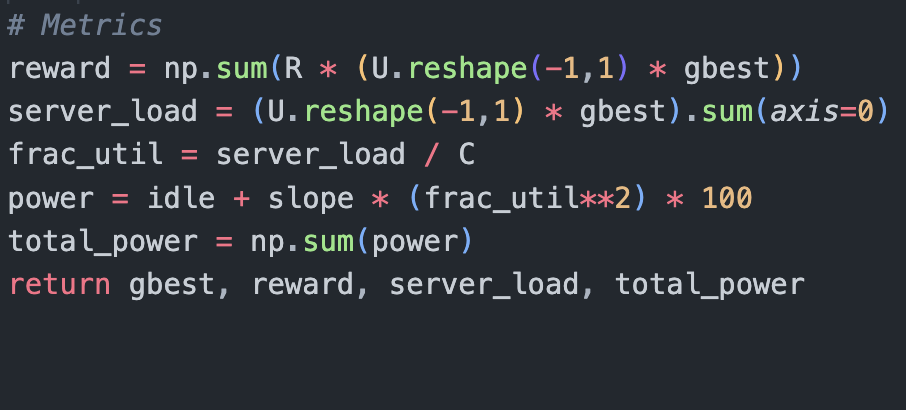 # Metrics
reward = np.sum(R * (U.reshape(-1,1) * gbest))
server_load = (U.reshape(-1,1) * gbest).sum(axis=0)
frac_util = server_load / C
power = idle + slope * (frac_util**2) * 100
total_power = np.sum(power)
return gbest, reward, server_load, total_power